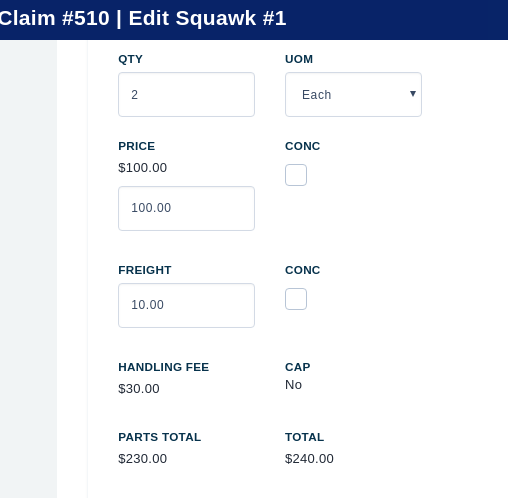 Claim #510 | Edit Squawk #1
QTY
UOM
2
Each
PRICE
CONC
$100.00
100.00
FREIGHT
CONC
10.00
HANDLING FEE
CAP
$30.00
No
PARTS TOTAL
TOTAL
$230.00
$240.00